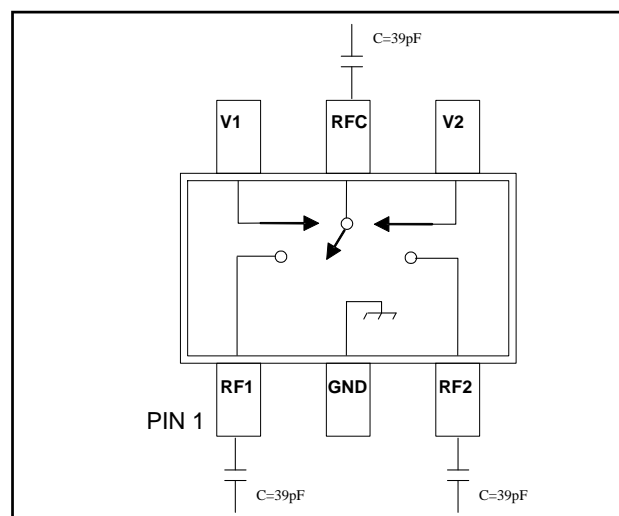 C=39pF
V1
RFC
V2
RF1
GND
RF2
PIN 1
C=39pF
C=39pF